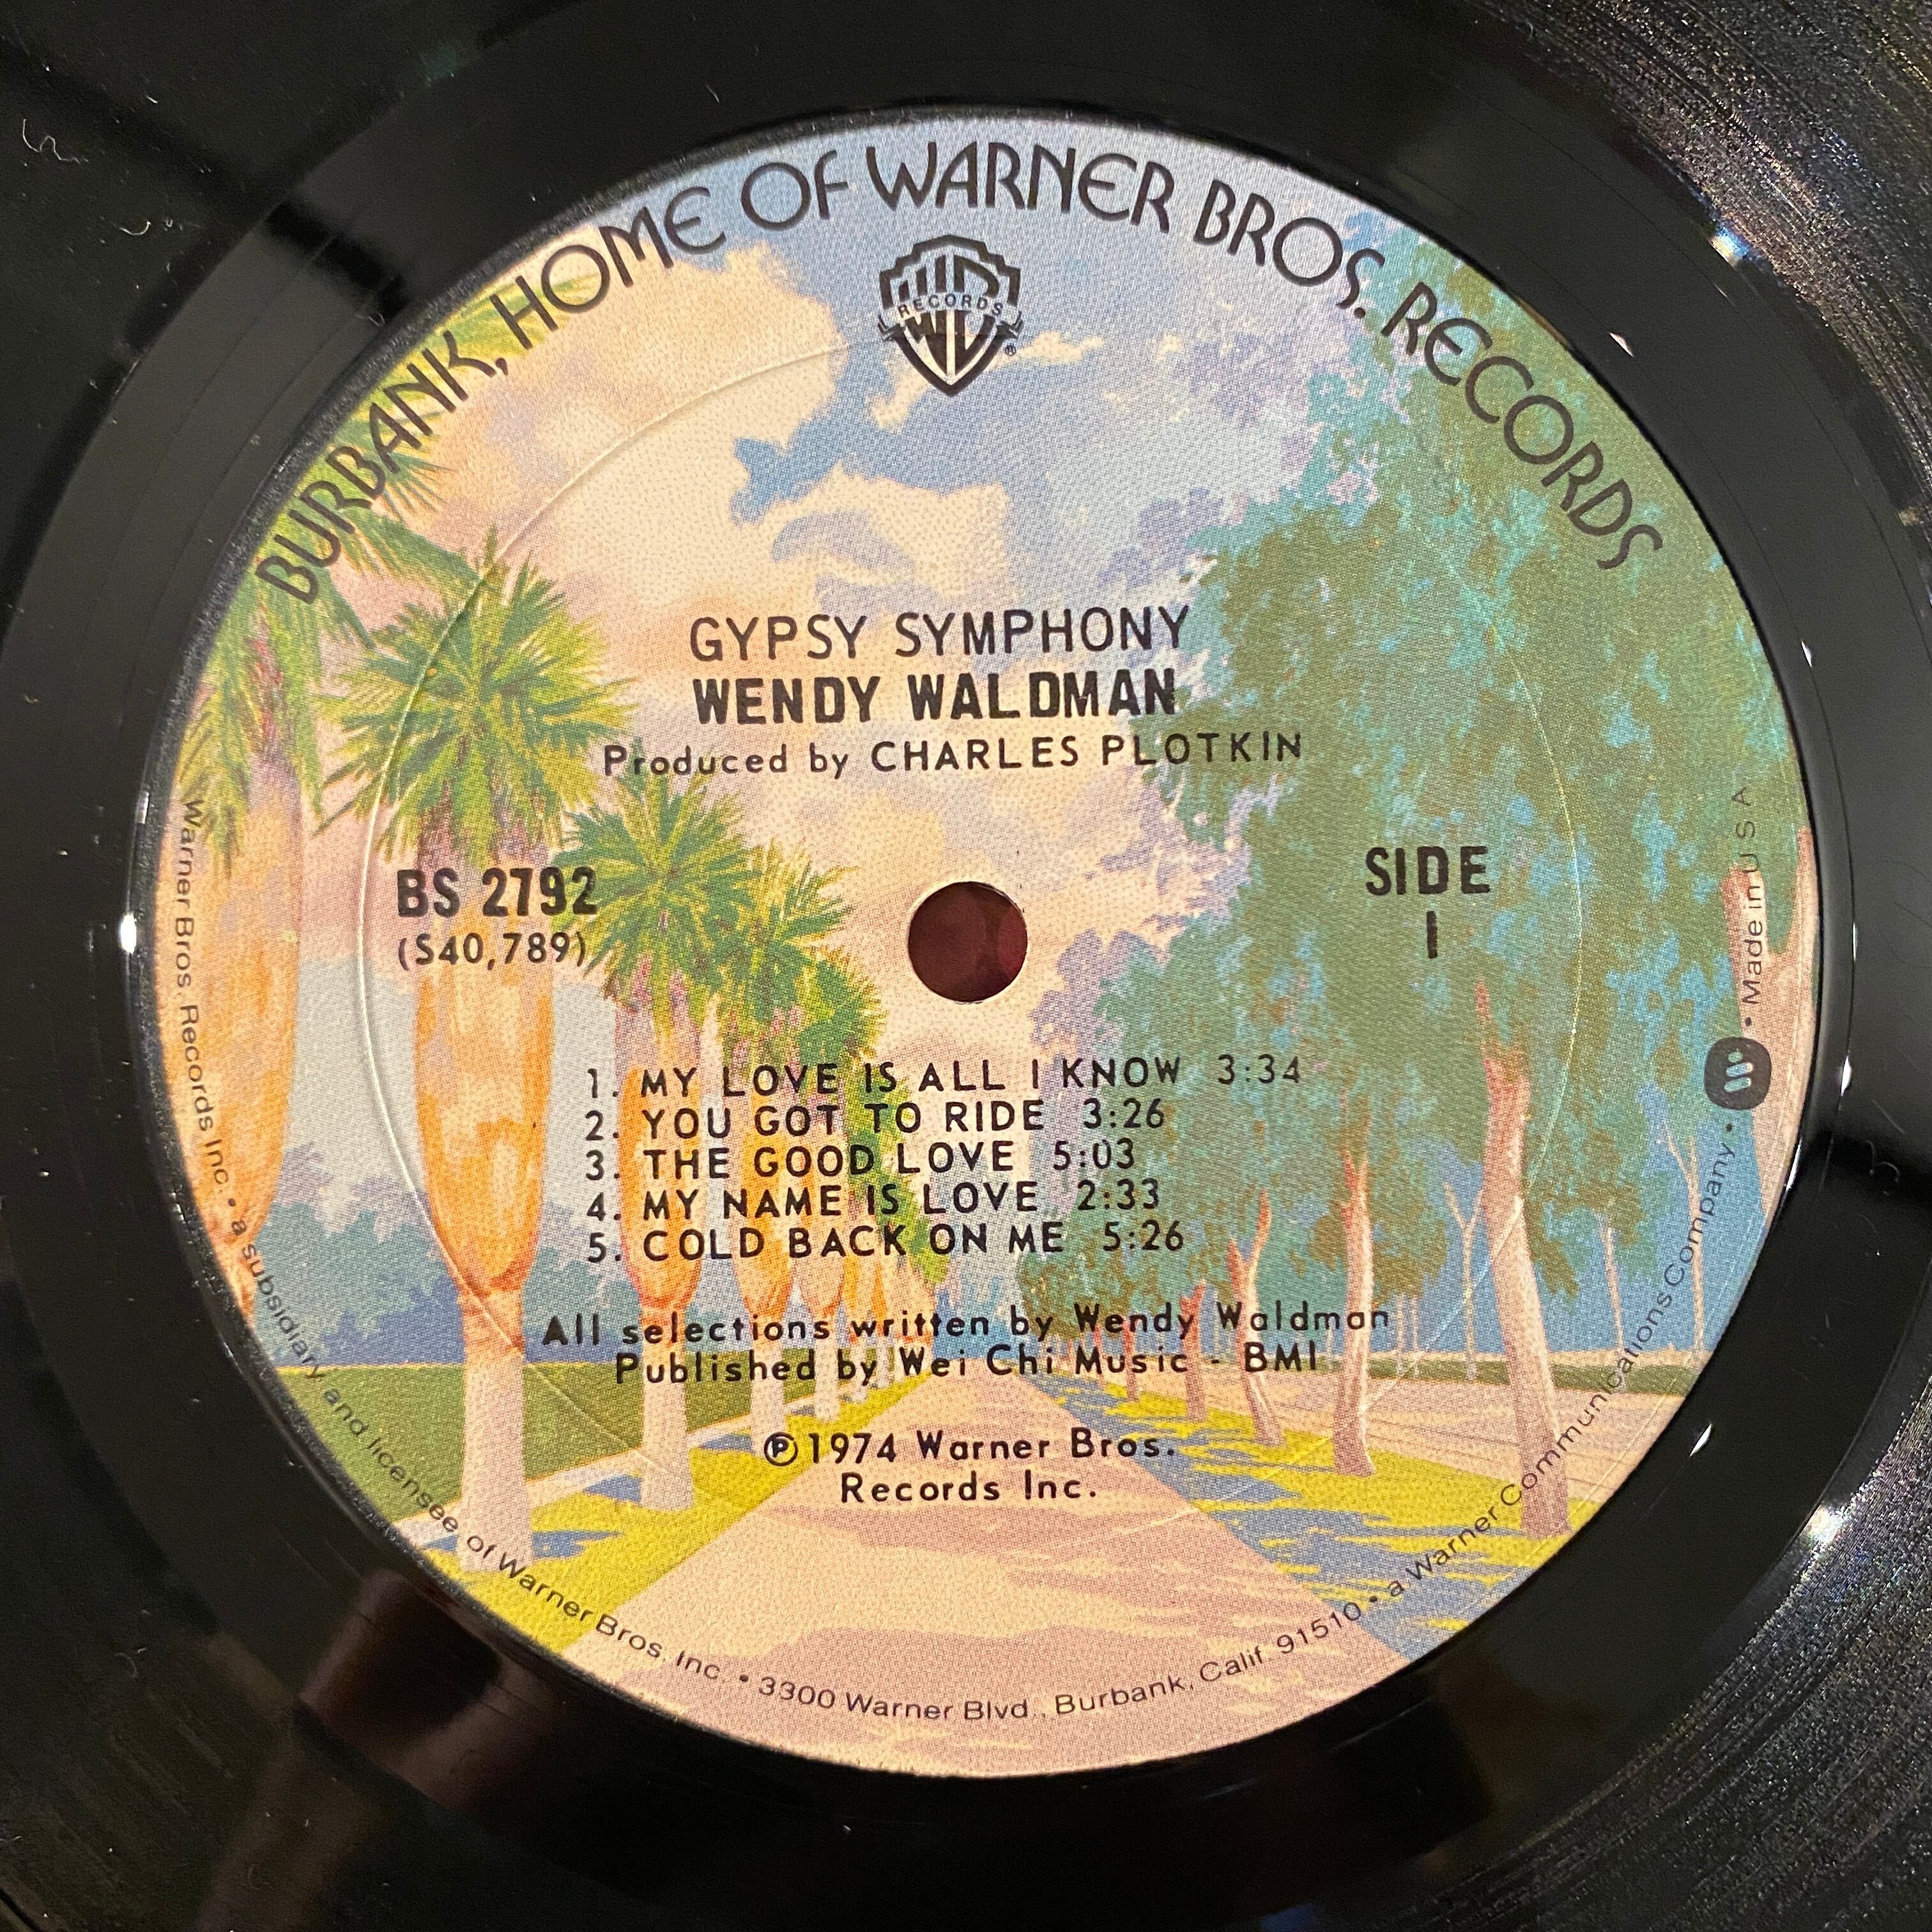 BURBANK, HOME OF WARNER BROS. RECORDS
RECORDS
®
GYPSY SYMPHONY
WENDY WALDMAN
Produced by CHARLES PLOTKIN
BS 2792
(S40,789)
SIDE
1
1. MY LOVE IS ALL I KNOW 3:34
2. YOU GOT TO RIDE 3:26
3. THE GOOD LOVE 5:03
4. MY NAME IS LOVE 2:33
5. COLD BACK ON ME 5:26
All selections written by Wendy Waldman
Published by Wei Chi Music - BMI
℗1974 Warner Bros.
Records Inc.
Warner Bros. Records Inc. • a subsidiary and licensee of Warner Bros. Inc. • 3300 Warner Blvd., Burbank, Calif. 91510 • a Warner Communications Company • • Made in U S A